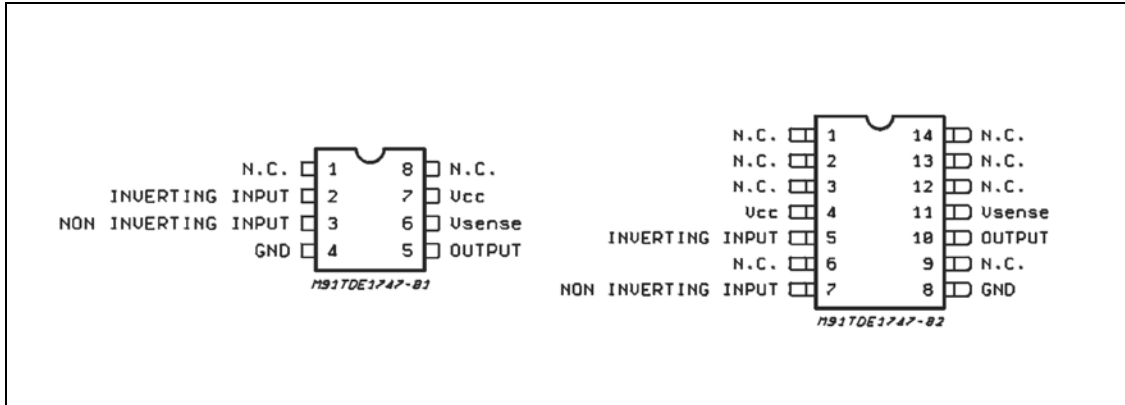 N.C. 1 8 N.C.
INVERTING INPUT 2 7 Vcc
NON INVERTING INPUT 3 6 Vsense
GND 4 5 OUTPUT
M91TDE1747-01
N.C. 1 14 N.C.
N.C. 2 13 N.C.
N.C. 3 12 N.C.
Vcc 4 11 Vsense
INVERTING INPUT 5 10 OUTPUT
N.C. 6 9 N.C.
NON INVERTING INPUT 7 8 GND
M91TDE1747-02